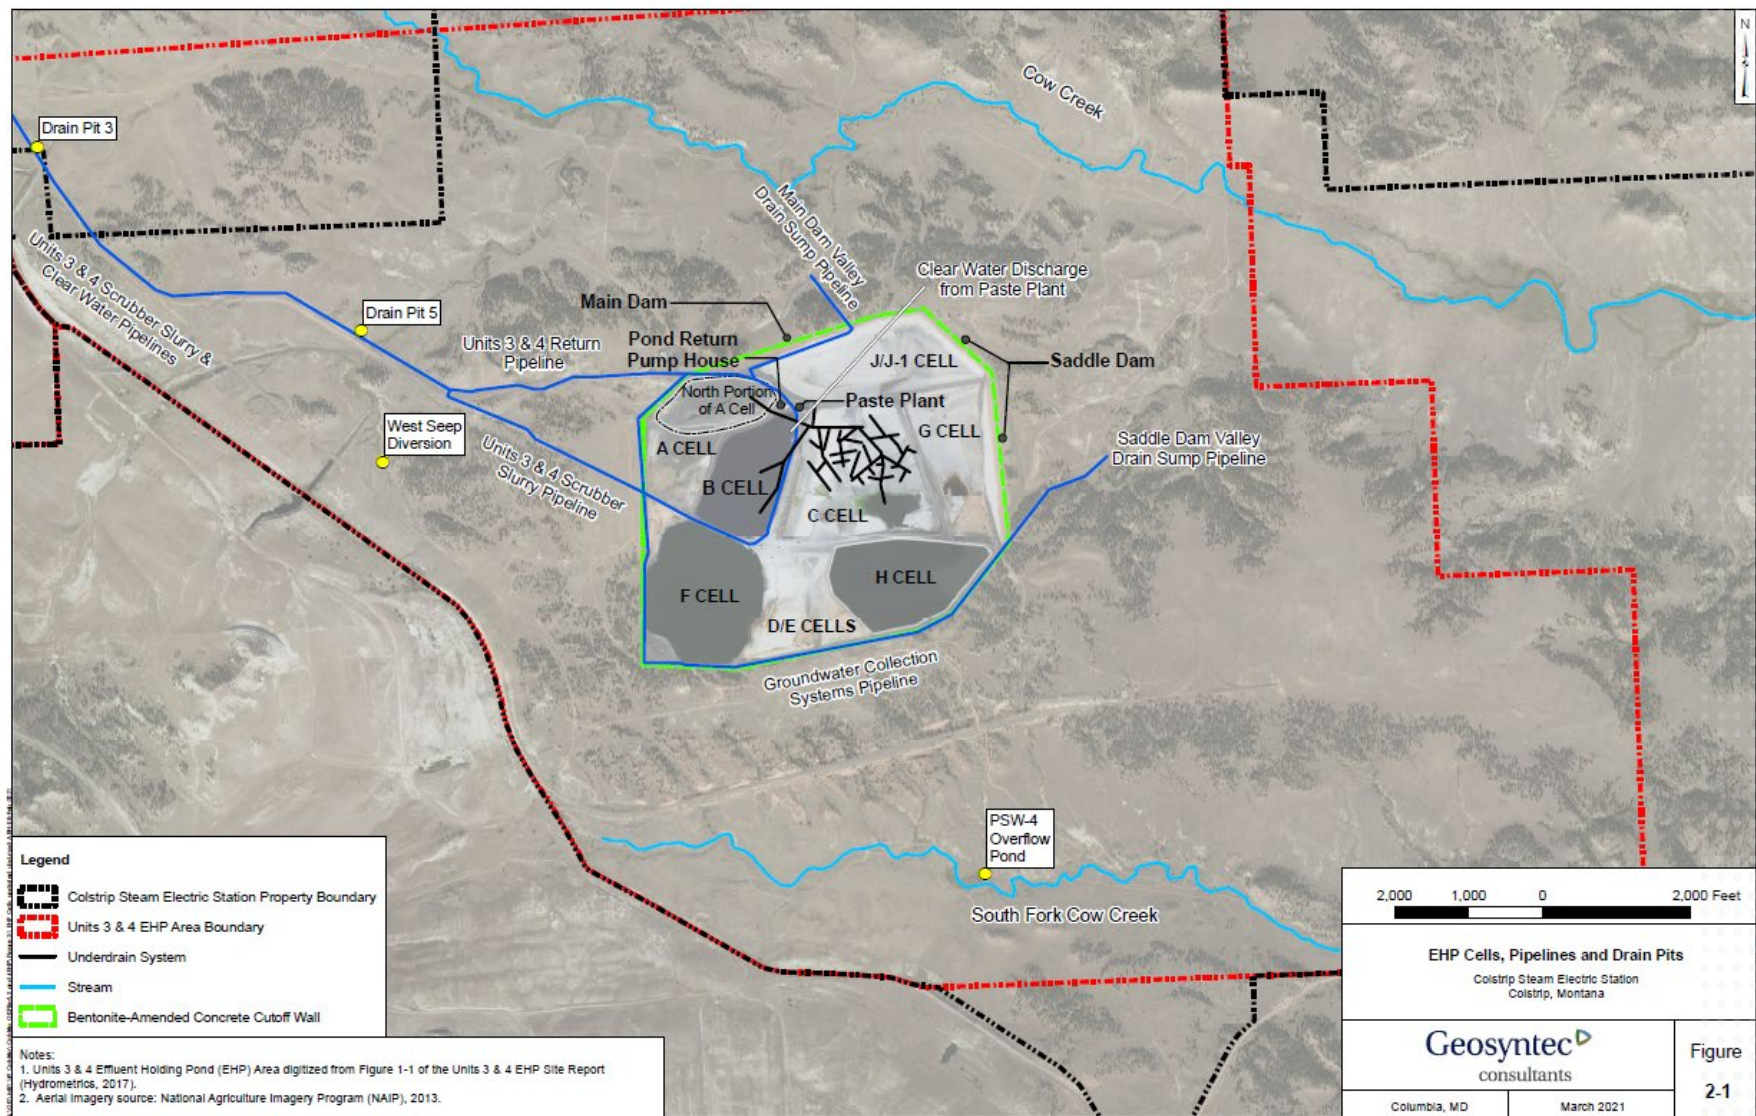 N
Cow Creek
Drain Pit 3
Main Dam Valley
Drain Sump Pipeline
Units 3 & 4 Scrubber Slurry &
Clear Water Pipelines
Clear Water Discharge
from Paste Plant
Main Dam
Drain Pit 5
Units 3 & 4 Return
Pipeline
Pond Return
Pump House
J/J-1 CELL
Saddle Dam
North Portion
of A Cell
Paste Plant
West Seep
Diversion
A CELL
G CELL
Saddle Dam Valley
Drain Sump Pipeline
Units 3 & 4 Scrubber
Slurry Pipeline
B CELL
C CELL
H CELL
F CELL
D/E CELLS
Groundwater Collection
Systems Pipeline
PSW-4
Overflow
Pond
South Fork Cow Creek
Legend
Colstrip Steam Electric Station Property Boundary
Units 3 & 4 EHP Area Boundary
Underdrain System
Stream
Bentonite-Amended Concrete Cutoff Wall
Notes:
1. Units 3 & 4 Effluent Holding Pond (EHP) Area digitized from Figure 1-1 of the Units 3 & 4 EHP Site Report
(Hydrometrics, 2017).
2. Aerial imagery source: National Agriculture Imagery Program (NAIP), 2013.
2,000 1,000 0 2,000 Feet
EHP Cells, Pipelines and Drain Pits
Colstrip Steam Electric Station
Colstrip, Montana
Geosyntec
consultants
Figure
2-1
Columbia, MD
March 2021